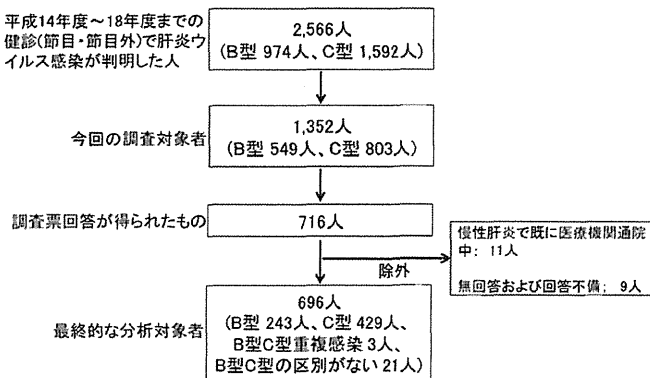 平成14年度～18年度までの
健診(節目・節目外)で肝炎ウ
イルス感染が判明した人
2,566人
(B型 974人、C型 1,592人)
今回の調査対象者
1,352人
(B型 549人、C型 803人)
調査票回答が得られたもの
716人
除外
慢性肝炎で既に医療機関通院
中： 11人
無回答および回答不備； 9人
最終的な分析対象者
696人
(B型 243人、C型 429人、
B型C型重複感染 3人、
B型C型の区別がない 21人)